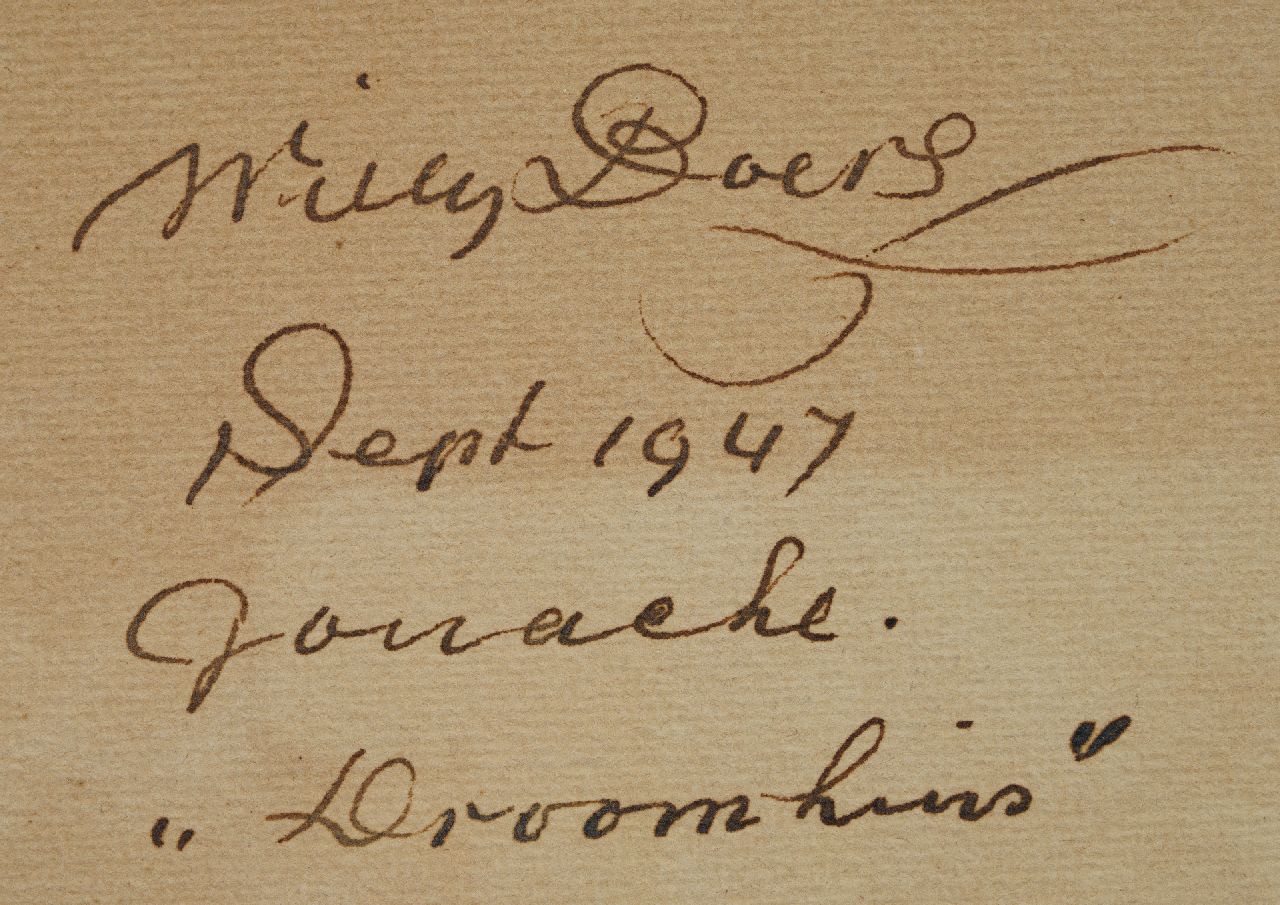 Willy Boers
Sept 1947
Gouache.
„Droomhuis”